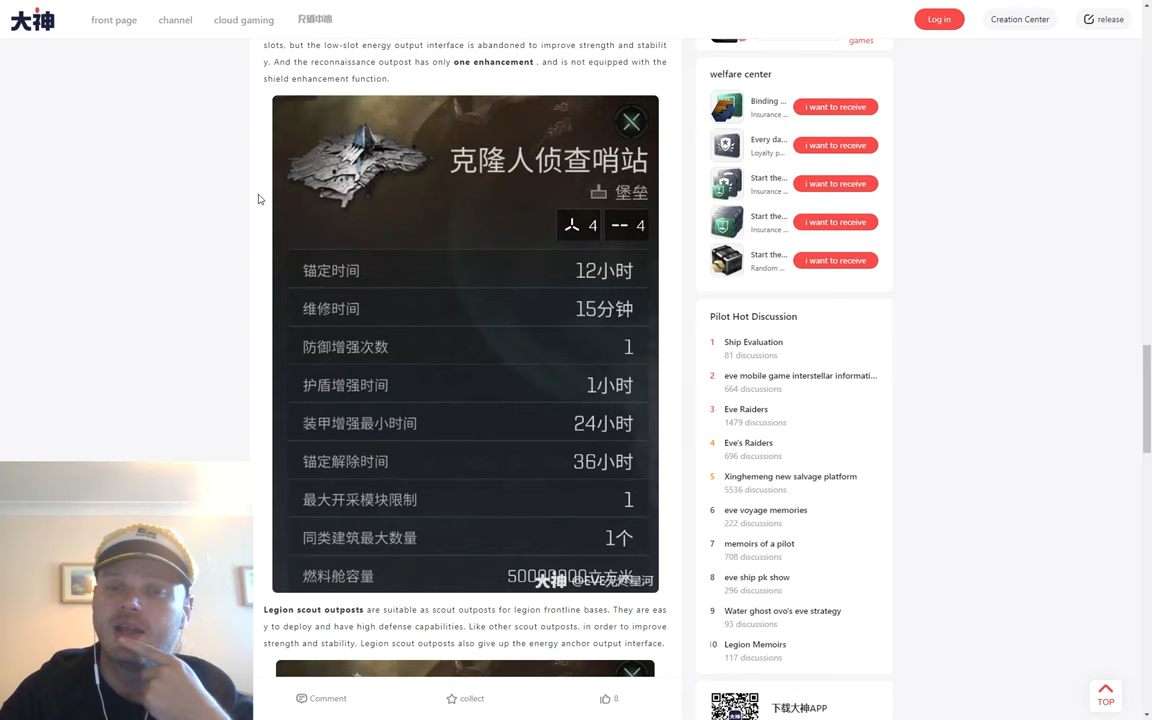 大神
front page
channel
cloud gaming
Log in
Creation Center
release
slots, but the low-slot energy output interface is abandoned to improve strength and stabilit
y. And the reconnaissance outpost has only one enhancement , and is not equipped with the
shield enhancement function.
克隆人侦查哨站
堡垒
4
4
锚定时间 12小时
维修时间 15分钟
防御增强次数 1
护盾增强时间 1小时
装甲增强最小时间 24小时
锚定解除时间 36小时
最大开采模块限制 1
同类建筑最大数量 1个
燃料舱容量
大神 @EVE无烬星河
Legion scout outposts are suitable as scout outposts for legion frontline bases. They are eas
y to deploy and have high defense capabilities. Like other scout outposts, in order to improve
strength and stability, Legion scout outposts also give up the energy anchor output interface.
Comment
collect
8
games
welfare center
Binding ...
Insurance ...
i want to receive
Every da...
Loyalty p...
i want to receive
Start the...
Insurance ...
i want to receive
Start the...
Insurance ...
i want to receive
Start the...
Random ...
i want to receive
Pilot Hot Discussion
1 Ship Evaluation
81 discussions
2 eve mobile game interstellar informati...
664 discussions
3 Eve Raiders
1479 discussions
4 Eve's Raiders
696 discussions
5 Xinghemeng new salvage platform
5536 discussions
6 eve voyage memories
222 discussions
7 memoirs of a pilot
708 discussions
8 eve ship pk show
296 discussions
9 Water ghost ovo's eve strategy
93 discussions
10 Legion Memoirs
117 discussions
下载大神APP
TOP